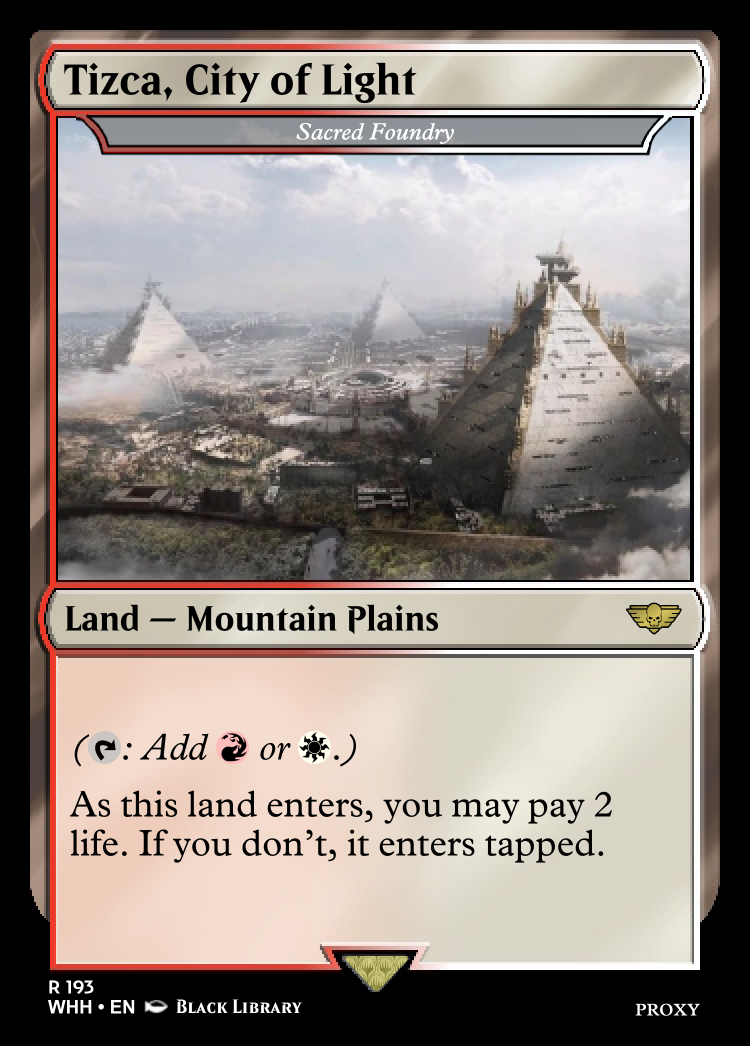 Tizca, City of Light
Sacred Foundry
Land — Mountain Plains
(: Add or .)
As this land enters, you may pay 2
life. If you don't, it enters tapped.
R 193
WHH • EN BLACK LIBRARY
PROXY